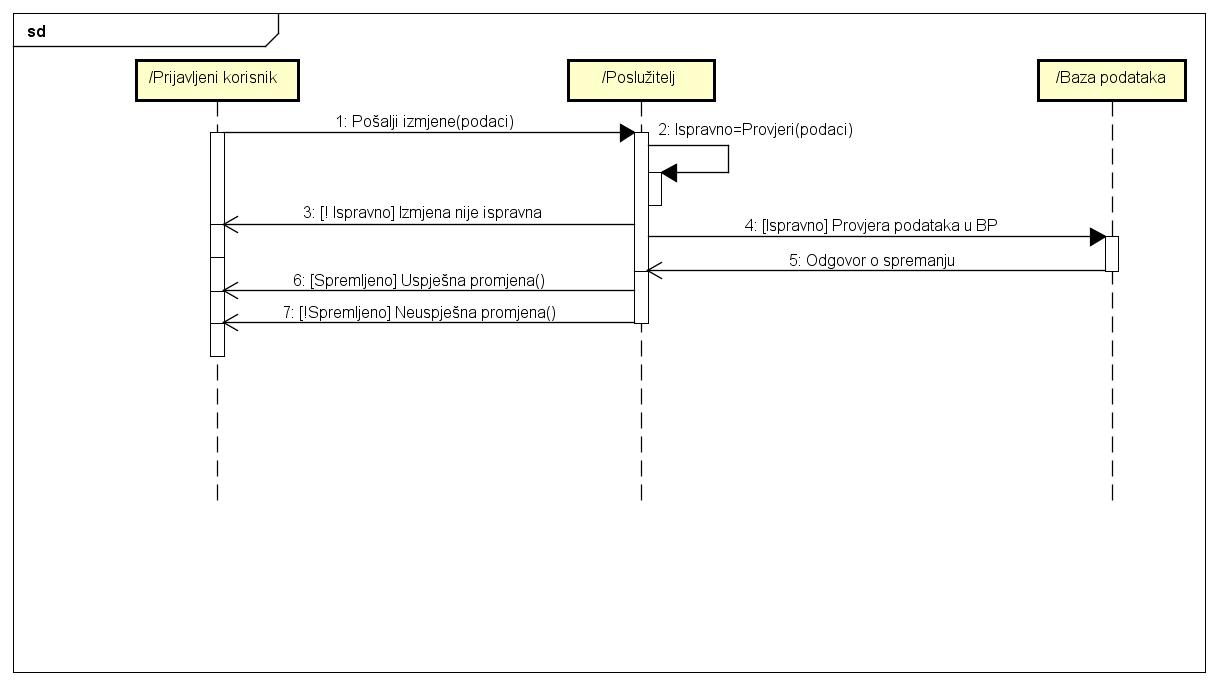 sd
/Prijavljeni korisnik
/Poslužitelj
/Baza podataka
1: Pošalji izmjene(podaci)
2: Ispravno=Provjeri(podaci)
3: [! Ispravno] Izmjena nije ispravna
4: [Ispravno] Provjera podataka u BP
5: Odgovor o spremanju
6: [Spremljeno] Uspješna promjena()
7: [!Spremljeno] Neuspješna promjena()